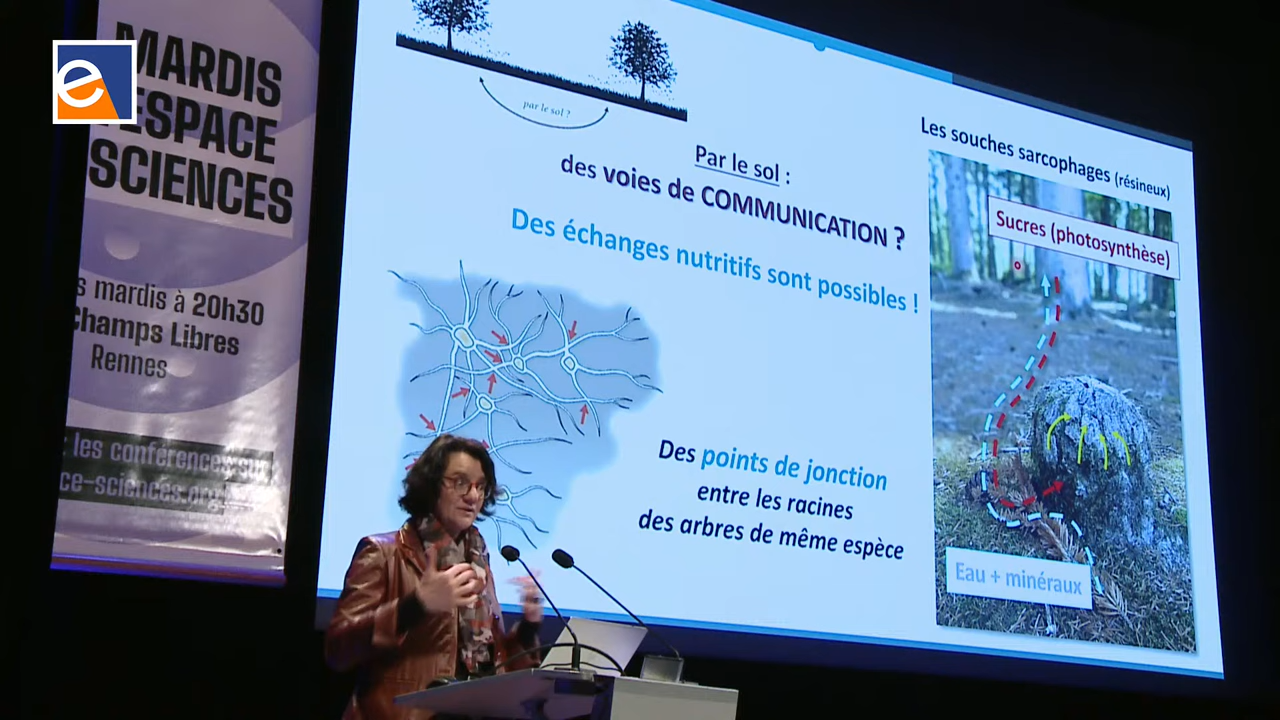 e
MARDIS
ESPACE
SCIENCES
s mardis à 20h30
Champs Libres
Rennes
les conférences sur
ce-sciences.org
par le sol ?
Par le sol :
des voies de COMMUNICATION ?
Des échanges nutritifs sont possibles !
Des points de jonction
entre les racines
des arbres de même espèce
Les souches sarcophages (résineux)
Sucres (photosynthèse)
Eau + minéraux